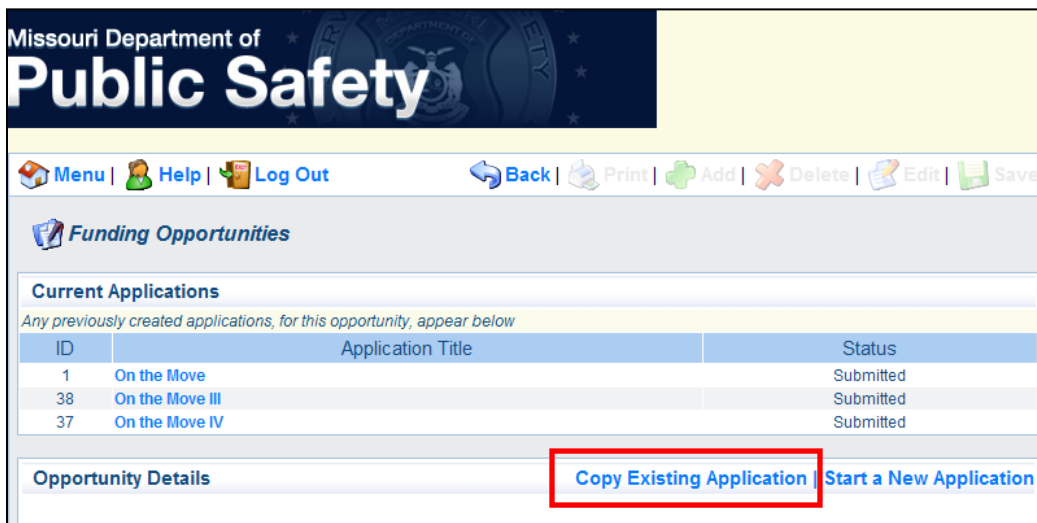 Missouri Department of
Public Safety
Menu | Help | Log Out Back | Print | Add | Delete | Edit | Save
Funding Opportunities
Current Applications
Any previously created applications, for this opportunity, appear below
ID Application Title Status
1 On the Move Submitted
38 On the Move III Submitted
37 On the Move IV Submitted
Opportunity Details Copy Existing Application | Start a New Application